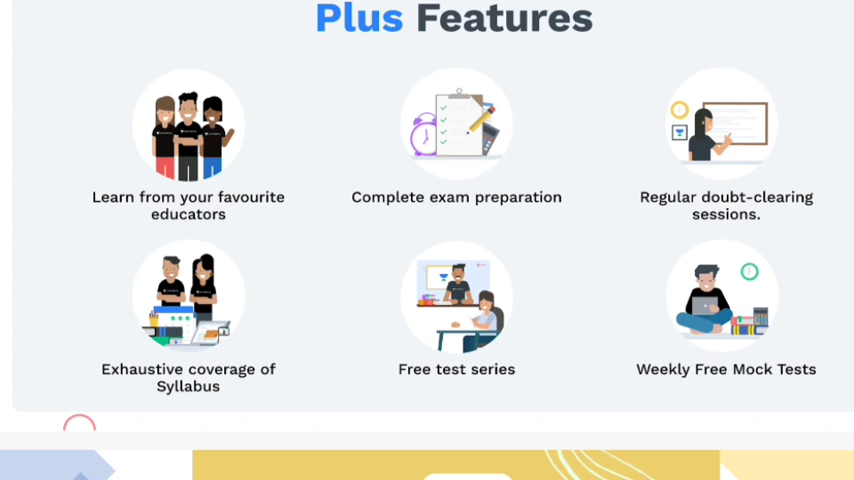 Plus Features
Learn from your favourite
educators
Complete exam preparation
Regular doubt-clearing
sessions.
Exhaustive coverage of
Syllabus
Free test series
Weekly Free Mock Tests